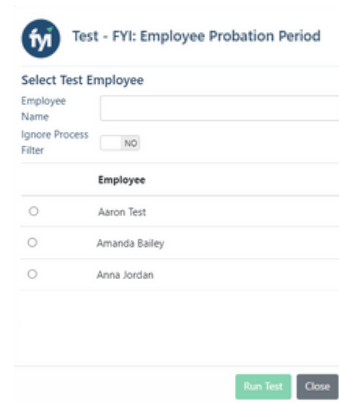 fyi Test - FYI: Employee Probation Period
Select Test Employee
Employee
Name
Ignore Process
Filter
NO
Employee
Aaron Test
Amanda Bailey
Anna Jordan
Run Test Close